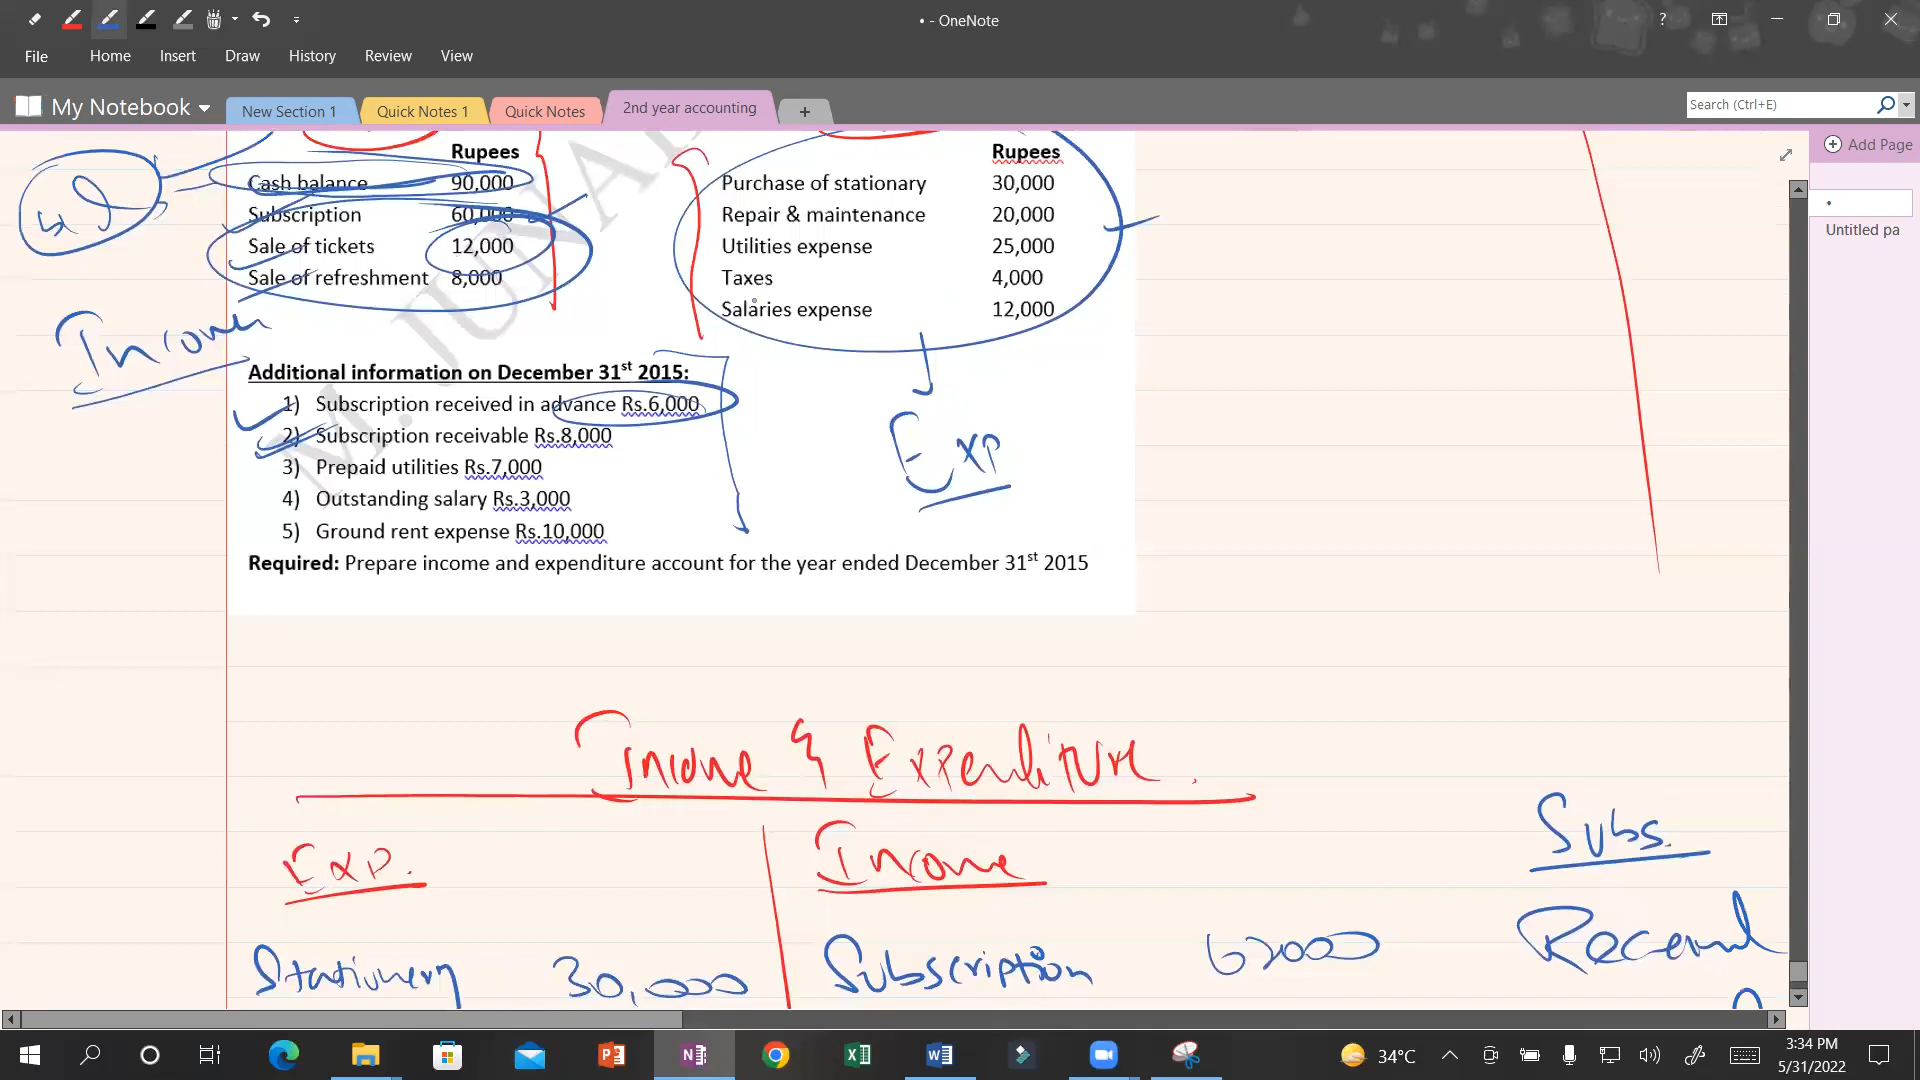 • - OneNote
?
File Home Insert Draw History Review View
My Notebook New Section 1 Quick Notes 1 Quick Notes 2nd year accounting + Search (Ctrl+E)
Add Page
•
Untitled pa
Rupees Rupees
Cash balance 90,000 Purchase of stationary 30,000
Subscription 60,000 Repair & maintenance 20,000
Sale of tickets 12,000 Utilities expense 25,000
Sale of refreshment 8,000 Taxes 4,000
Salaries expense 12,000
M. JUNA
Income
Additional information on December 31st 2015:
1) Subscription received in advance Rs.6,000
2) Subscription receivable Rs.8,000
3) Prepaid utilities Rs.7,000
4) Outstanding salary Rs.3,000
5) Ground rent expense Rs.10,000
Exp
Required: Prepare income and expenditure account for the year ended December 31st 2015
Income & Expenditure
Exp. Income Subs.
Stationery 30,000 Subscription 62000
34°C 3:34 PM
5/31/2022